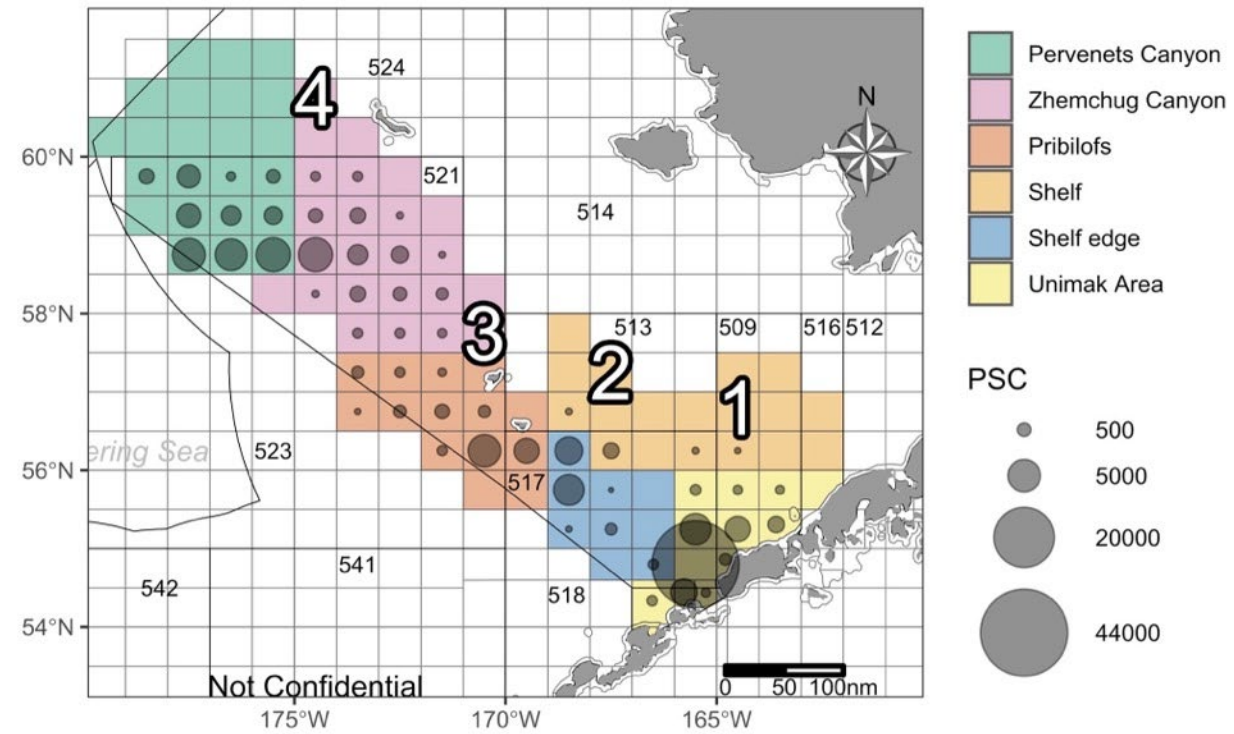 4
524
N
60°N
521
514
58°N
3
513
509
516
512
2
1
ering Sea
523
56°N
517
541
542
518
54°N
0 50 100nm
Not Confidential
175°W
170°W
165°W
Pervenets Canyon
Zhemchug Canyon
Pribilofs
Shelf
Shelf edge
Unimak Area
PSC
500
5000
20000
44000